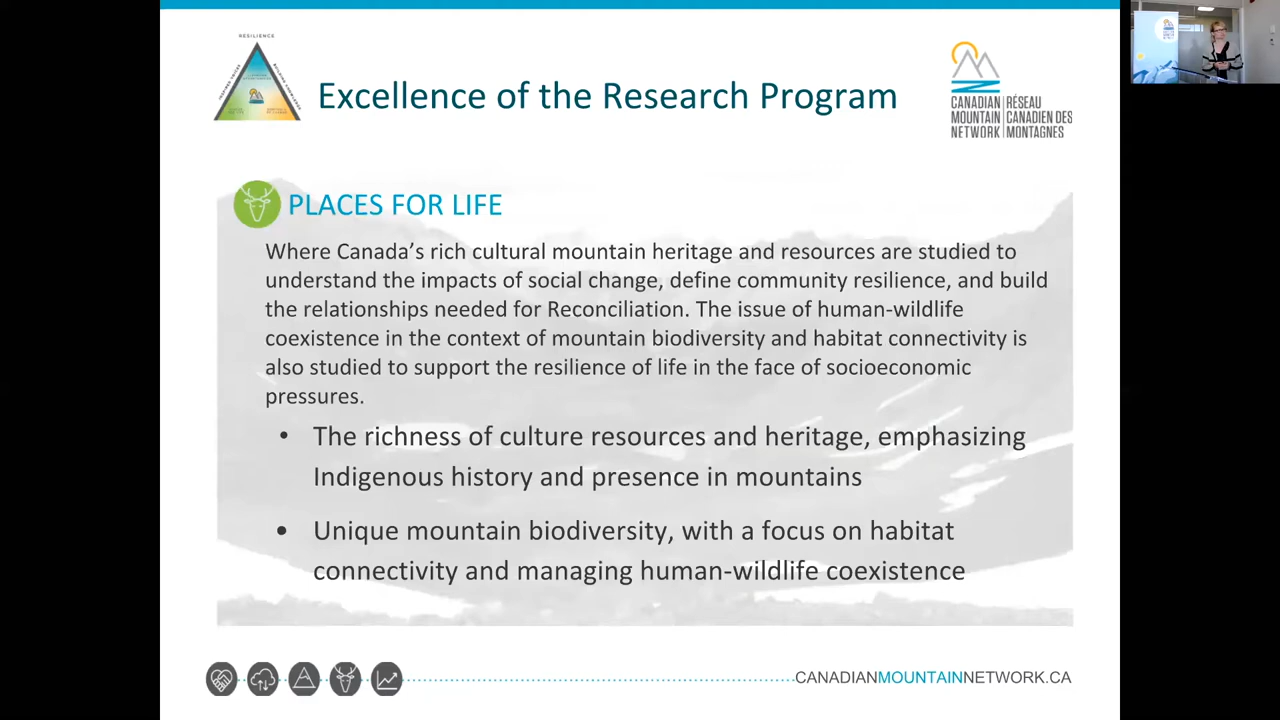 RESILIENCE
Excellence of the Research Program
CANADIAN MOUNTAIN NETWORK
RÉSEAU CANADIEN DES MONTAGNES
PLACES FOR LIFE
Where Canada’s rich cultural mountain heritage and resources are studied to
understand the impacts of social change, define community resilience, and build
the relationships needed for Reconciliation. The issue of human-wildlife
coexistence in the context of mountain biodiversity and habitat connectivity is
also studied to support the resilience of life in the face of socioeconomic
pressures.
• The richness of culture resources and heritage, emphasizing
Indigenous history and presence in mountains
• Unique mountain biodiversity, with a focus on habitat
connectivity and managing human-wildlife coexistence
CANADIANMOUNTAINNETWORK.CA